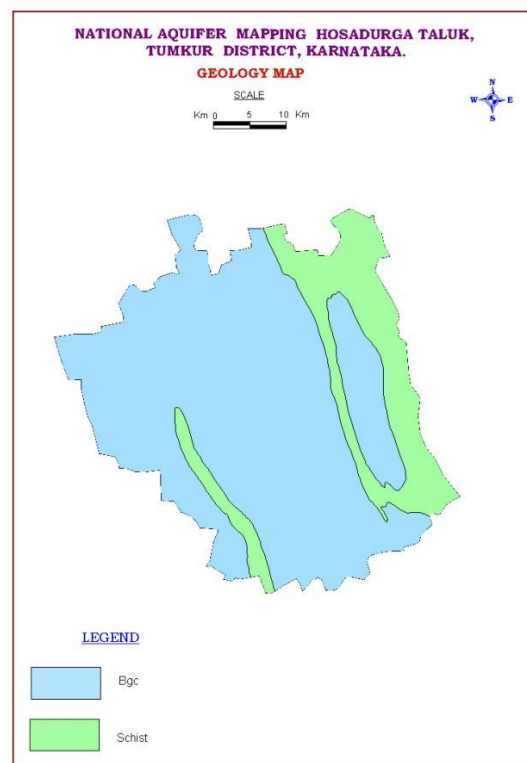 NATIONAL AQUIFER MAPPING HOSADURGA TALUK,
TUMKUR DISTRICT, KARNATAKA.
GEOLOGY MAP
SCALE
Km 0 5 10 Km
N
W E
S
LEGEND
Bgc
Schist